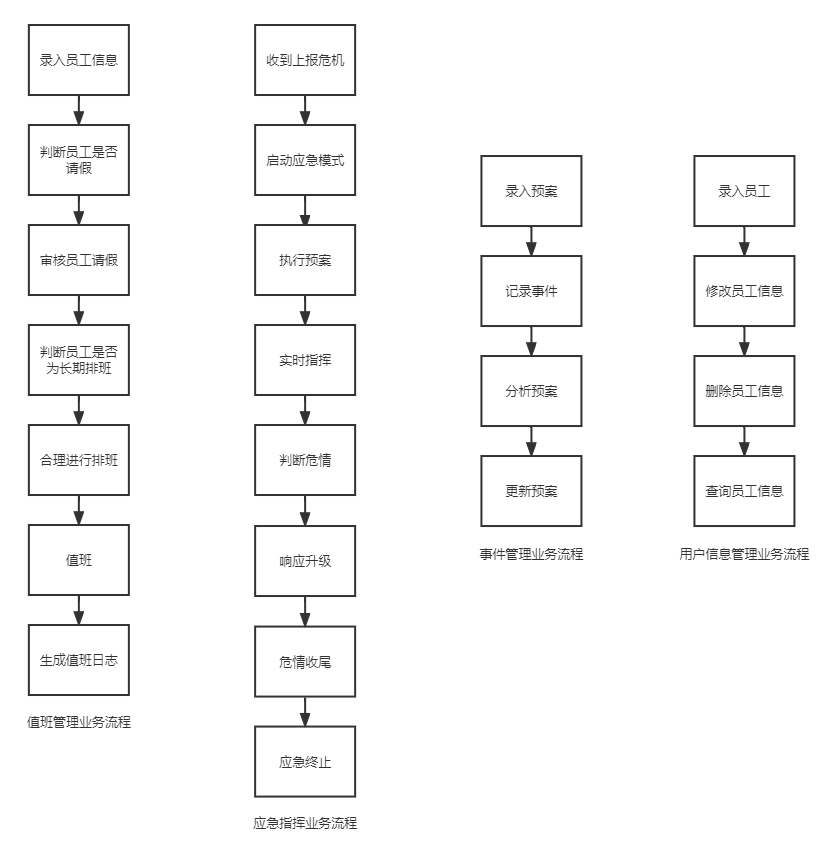 录入员工信息
判断员工是否
请假
审核员工请假
判断员工是否
为长期排班
合理进行排班
值班
生成值班日志
值班管理业务流程
收到上报危机
启动应急模式
执行预案
实时指挥
判断危情
响应升级
危情收尾
应急终止
应急指挥业务流程
录入预案
记录事件
分析预案
更新预案
事件管理业务流程
录入员工
修改员工信息
删除员工信息
查询员工信息
用户信息管理业务流程